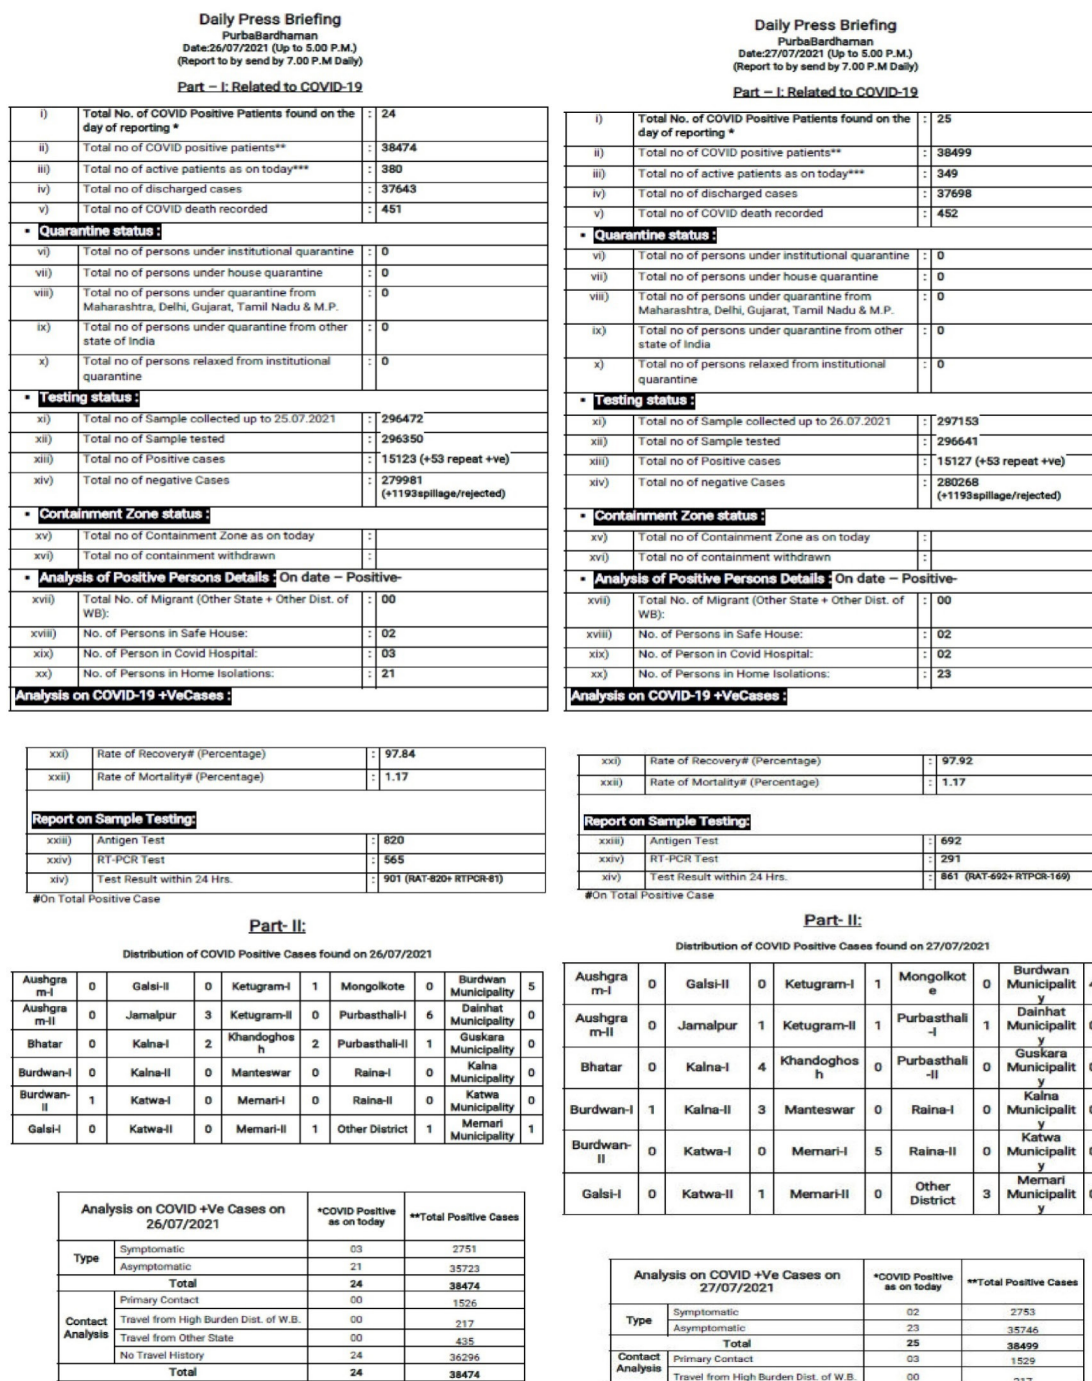 Daily Press Briefing
PurbaBardhaman
Date:26/07/2021 (Up to 5.00 P.M.)
(Report to by send by 7.00 P.M Daily)
Part – I: Related to COVID-19
i) Total No. of COVID Positive Patients found on the : 24
day of reporting *
ii) Total no of COVID positive patients** : 38474
iii) Total no of active patients as on today*** : 380
iv) Total no of discharged cases : 37643
v) Total no of COVID death recorded : 451
▪ Quarantine status :
vi) Total no of persons under institutional quarantine : 0
vii) Total no of persons under house quarantine : 0
viii) Total no of persons under quarantine from : 0
Maharashtra, Delhi, Gujarat, Tamil Nadu & M.P.
ix) Total no of persons under quarantine from other : 0
state of India
x) Total no of persons relaxed from institutional : 0
quarantine
▪ Testing status :
xi) Total no of Sample collected up to 25.07.2021 : 296472
xii) Total no of Sample tested : 296350
xiii) Total no of Positive cases : 15123 (+53 repeat +ve)
xiv) Total no of negative Cases : 279981
(+1193spillage/rejected)
▪ Containment Zone status :
xv) Total no of Containment Zone as on today :
xvi) Total no of containment withdrawn :
▪ Analysis of Positive Persons Details : On date – Positive-
xvii) Total No. of Migrant (Other State + Other Dist. of : 00
WB):
xviii) No. of Persons in Safe House: : 02
xix) No. of Person in Covid Hospital: : 03
xx) No. of Persons in Home Isolations: : 21
Analysis on COVID-19 +VeCases :
xxi) Rate of Recovery# (Percentage) : 97.84
xxii) Rate of Mortality# (Percentage) : 1.17
Report on Sample Testing:
xxiii) Antigen Test : 820
xxiv) RT-PCR Test : 565
xiv) Test Result within 24 Hrs. : 901 (RAT-820+ RTPCR-81)
#On Total Positive Case
Part- II:
Distribution of COVID Positive Cases found on 26/07/2021
Aushgra 0 Galsi-II 0 Ketugram-I 1 Mongolkote 0 Burdwan 5
m-I Municipality
Aushgra 0 Jamalpur 3 Ketugram-II 0 Purbasthali-I 6 Dainhat 0
m-II Municipality
Bhatar 0 Kalna-I 2 Khandoghos 2 Purbasthali-II 1 Guskara 0
h Municipality
Burdwan-I 0 Kalna-II 0 Manteswar 0 Raina-I 0 Kalna 0
Municipality
Burdwan- 1 Katwa-I 0 Memari-I 0 Raina-II 0 Katwa 0
II Municipality
Galsi-I 0 Katwa-II 0 Memari-II 1 Other District 1 Memari 1
Municipality
Analysis on COVID +Ve Cases on *COVID Positive **Total Positive Cases
26/07/2021 as on today
Type Symptomatic 03 2751
Asymptomatic 21 35723
Total 24 38474
Contact Primary Contact 00 1526
Analysis Travel from High Burden Dist. of W.B. 00 217
Travel from Other State 00 435
No Travel History 24 36296
Total 24 38474
Daily Press Briefing
PurbaBardhaman
Date:27/07/2021 (Up to 5.00 P.M.)
(Report to by send by 7.00 P.M Daily)
Part – I: Related to COVID-19
i) Total No. of COVID Positive Patients found on the : 25
day of reporting *
ii) Total no of COVID positive patients** : 38499
iii) Total no of active patients as on today*** : 349
iv) Total no of discharged cases : 37698
v) Total no of COVID death recorded : 452
▪ Quarantine status :
vi) Total no of persons under institutional quarantine : 0
vii) Total no of persons under house quarantine : 0
viii) Total no of persons under quarantine from : 0
Maharashtra, Delhi, Gujarat, Tamil Nadu & M.P.
ix) Total no of persons under quarantine from other : 0
state of India
x) Total no of persons relaxed from institutional : 0
quarantine
▪ Testing status :
xi) Total no of Sample collected up to 26.07.2021 : 297153
xii) Total no of Sample tested : 296641
xiii) Total no of Positive cases : 15127 (+53 repeat +ve)
xiv) Total no of negative Cases : 280268
(+1193spillage/rejected)
▪ Containment Zone status :
xv) Total no of Containment Zone as on today :
xvi) Total no of containment withdrawn :
▪ Analysis of Positive Persons Details : On date – Positive-
xvii) Total No. of Migrant (Other State + Other Dist. of : 00
WB):
xviii) No. of Persons in Safe House: : 02
xix) No. of Person in Covid Hospital: : 02
xx) No. of Persons in Home Isolations: : 23
Analysis on COVID-19 +VeCases :
xxi) Rate of Recovery# (Percentage) : 97.92
xxii) Rate of Mortality# (Percentage) : 1.17
Report on Sample Testing:
xxiii) Antigen Test : 692
xxiv) RT-PCR Test : 291
xiv) Test Result within 24 Hrs. : 861 (RAT-692+ RTPCR-169)
#On Total Positive Case
Part- II:
Distribution of COVID Positive Cases found on 27/07/2021
Aushgra 0 Galsi-II 0 Ketugram-I 1 Mongolkot 0 Burdwan
m-I e Municipalit
y
Aushgra 0 Jamalpur 1 Ketugram-II 1 Purbasthali 1 Dainhat
m-II -I Municipalit
y
Bhatar 0 Kalna-I 4 Khandoghos 0 Purbasthali 0 Guskara
h -II Municipalit
y
Burdwan-I 1 Kalna-II 3 Manteswar 0 Raina-I 0 Kalna
Municipalit
y
Burdwan- 0 Katwa-I 0 Memari-I 5 Raina-II 0 Katwa
II Municipalit
y
Galsi-I 0 Katwa-II 1 Memari-II 0 Other 3 Memari
District Municipalit
y
Analysis on COVID +Ve Cases on *COVID Positive **Total Positive Cases
27/07/2021 as on today
Type Symptomatic 02 2753
Asymptomatic 23 35746
Total 25 38499
Contact Primary Contact 03 1529
Analysis Travel from High Burden Dist. of W.B. 00